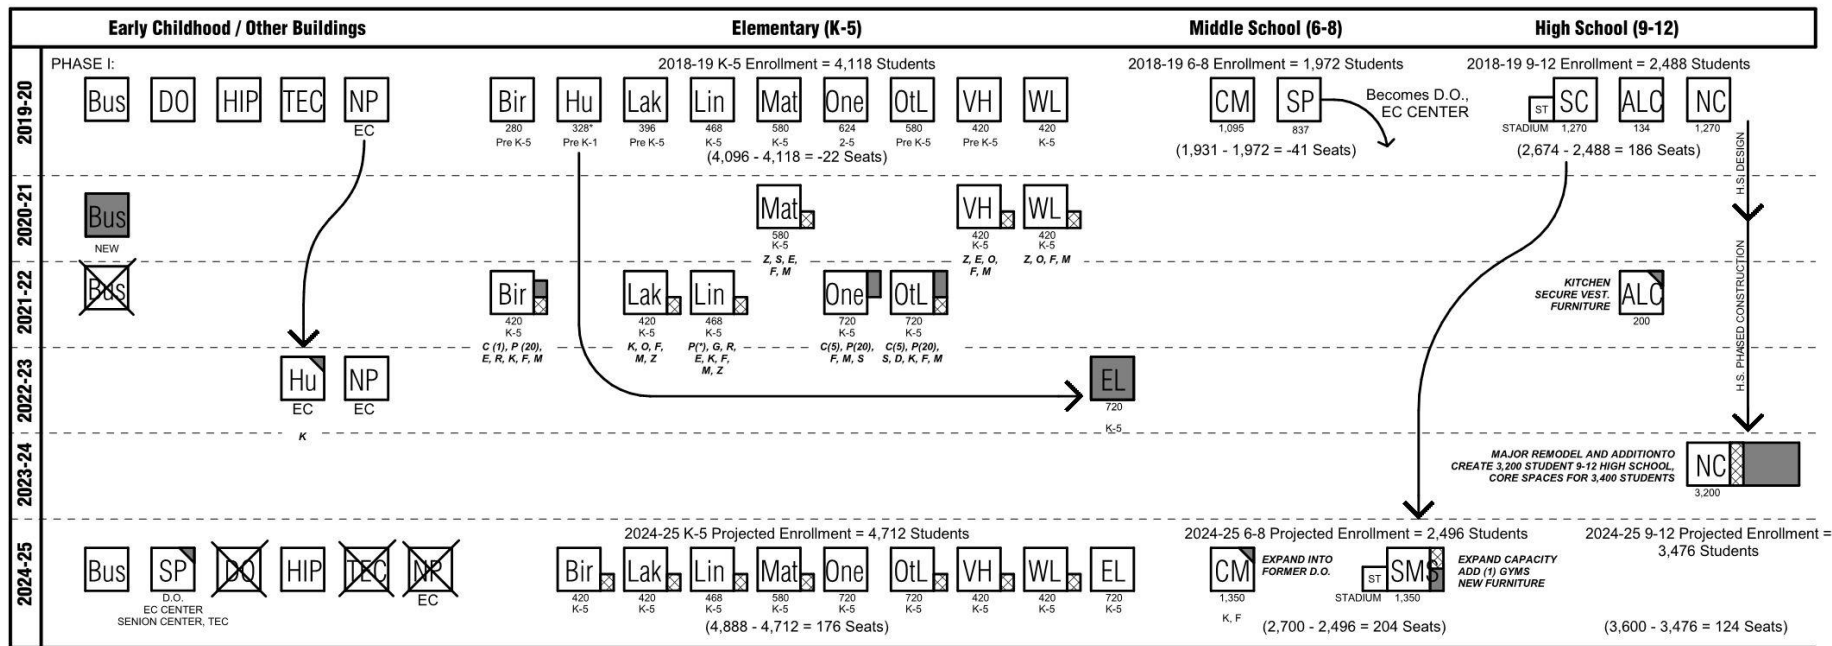 Early Childhood / Other Buildings
Elementary (K-5)
Middle School (6-8)
High School (9-12)
2019-20
PHASE I:
2018-19 K-5 Enrollment = 4,118 Students
2018-19 6-8 Enrollment = 1,972 Students
2018-19 9-12 Enrollment = 2,488 Students
Bus
DO
HIP
TEC
NP
EC
Bir
280
Pre K-5
Hu
328*
Pre K-1
Lak
396
Pre K-5
Lin
468
K-5
Mat
580
K-5
One
624
2-5
OtL
580
Pre K-5
VH
420
K-5
WL
420
K-5
(4,096 - 4,118 = -22 Seats)
CM
1,095
SP
837
Becomes D.O.,
EC CENTER
(1,931 - 1,972 = -41 Seats)
ST
STADIUM
SC
1,270
ALC
134
NC
1,270
(2,674 - 2,488 = 186 Seats)
H.S. DESIGN
2020-21
Bus
NEW
Mat
580
K-5
Z, S, E,
F, M
VH
420
K-5
Z, E, O,
F, M
WL
420
K-5
Z, O, F, M
H.S. PHASED CONSTRUCTION
2021-22
Bus
Bir
420
K-5
C (1), P (20),
E, R, K, F, M
Lak
420
K-5
K, O, F,
M, Z
Lin
468
K-5
P(*), G, R,
E, K, F,
M, Z
One
720
K-5
C(5), P(20),
F, M, S
OtL
720
K-5
C(5), P(20),
S, D, K, F, M
KITCHEN
SECURE VEST.
FURNITURE
ALC
200
2022-23
Hu
EC
K
NP
EC
EL
720
K-5
2023-24
MAJOR REMODEL AND ADDITIONTO
CREATE 3,200 STUDENT 9-12 HIGH SCHOOL,
CORE SPACES FOR 3,400 STUDENTS
NC
3,200
2024-25
2024-25 K-5 Projected Enrollment = 4,712 Students
2024-25 6-8 Projected Enrollment = 2,496 Students
2024-25 9-12 Projected Enrollment =
3,476 Students
Bus
SP
D.O.
EC CENTER
SENION CENTER, TEC
DO
HIP
TEC
NP
EC
Bir
420
K-5
Lak
420
K-5
Lin
468
K-5
Mat
580
K-5
One
720
K-5
OtL
720
K-5
VH
420
K-5
WL
420
K-5
EL
720
K-5
(4,888 - 4,712 = 176 Seats)
CM
1,350
K, F
EXPAND INTO
FORMER D.O.
ST
STADIUM
SMS
1,350
EXPAND CAPACITY
ADD (1) GYMS
NEW FURNITURE
(2,700 - 2,496 = 204 Seats)
(3,600 - 3,476 = 124 Seats)